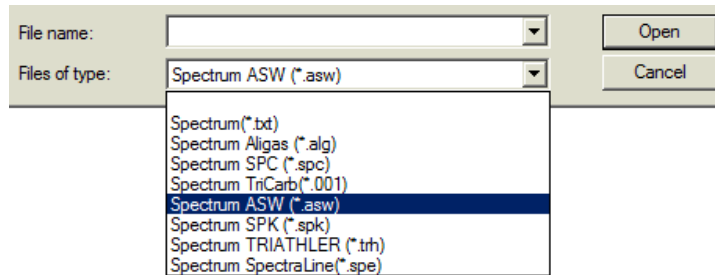 File name: Open
Files of type: Spectrum ASW (*.asw) Cancel
Spectrum(*.txt)
Spectrum Aligas (*.alg)
Spectrum SPC (*.spc)
Spectrum TriCarb(*.001)
Spectrum ASW (*.asw)
Spectrum SPK (*.spk)
Spectrum TRIATHLER (*.trh)
Spectrum SpectraLine(*.spe)